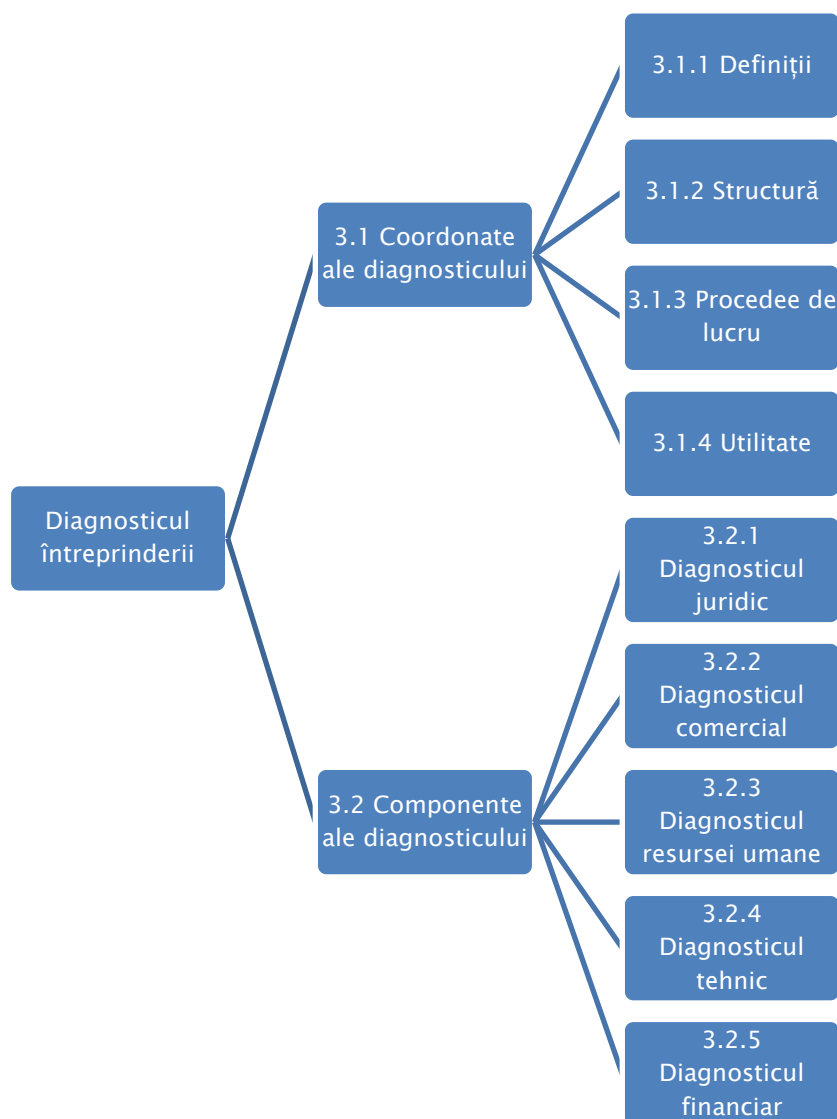 Diagnosticul
întreprinderii
3.1 Coordonate
ale diagnosticului
3.1.1 Definiții
3.1.2 Structură
3.1.3 Procedee de
lucru
3.1.4 Utilitate
3.2 Componente
ale diagnosticului
3.2.1
Diagnosticul
juridic
3.2.2
Diagnosticul
comercial
3.2.3
Diagnosticul
resursei umane
3.2.4
Diagnosticul
tehnic
3.2.5
Diagnosticul
financiar